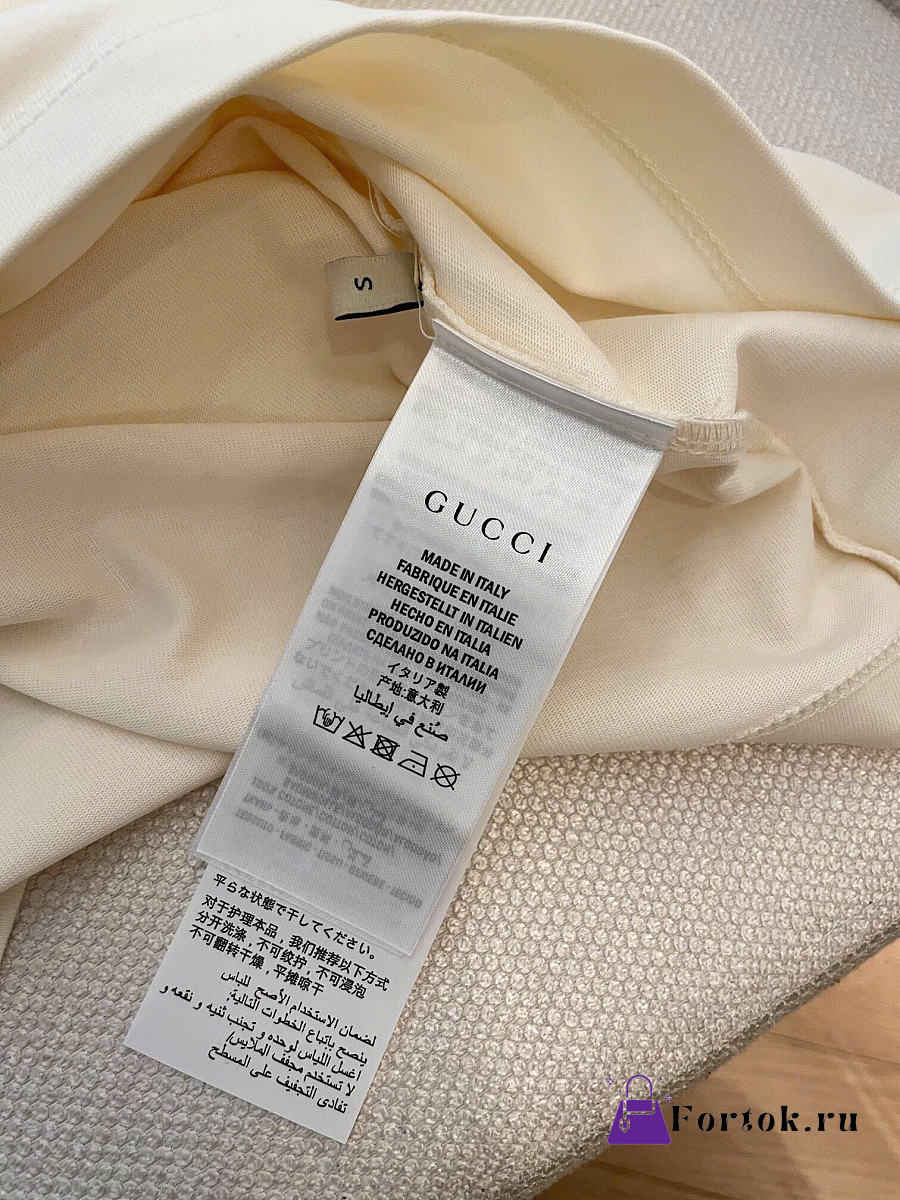 S
GUCCI
MADE IN ITALY
FABRIQUE EN ITALIE
HERGESTELLT IN ITALIEN
HECHO EN ITALIA
PRODUZIDO NA ITALIA
СДЕЛАНО В ИТАЛИИ
イタリア製
产地:意大利
صُنع في إيطاليا
平らな状態で干してください。
对于护理本品，我们推荐以下方式
分开洗涤，不可绞拧，不可浸泡
不可翻转干燥，平摊晾干
لضمان الاستخدام الأصح للباس
ينصح باتباع الخطوات التالية:
اغسل اللباس لوحده و تجنب ثنيه و نقعه و
لا تستخدم مجفف الملابس/
تفادى التجفيف على المسطح
Fortok.ru